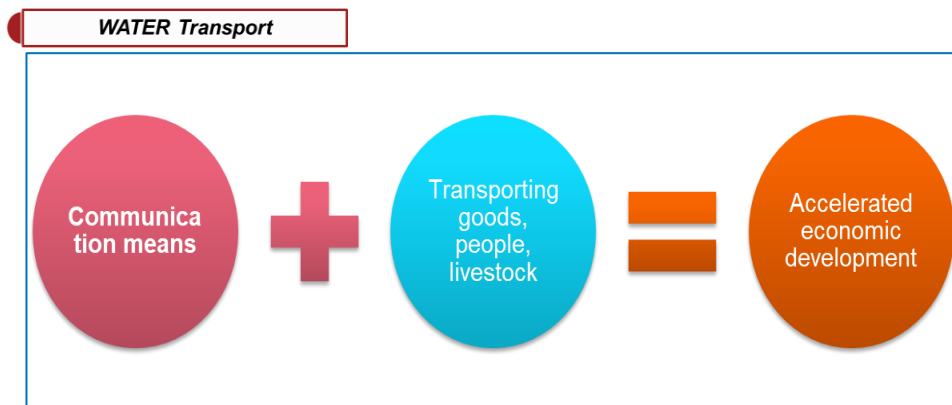 WATER Transport
Communica
tion means
Transporting
goods,
people,
livestock
Accelerated
economic
development